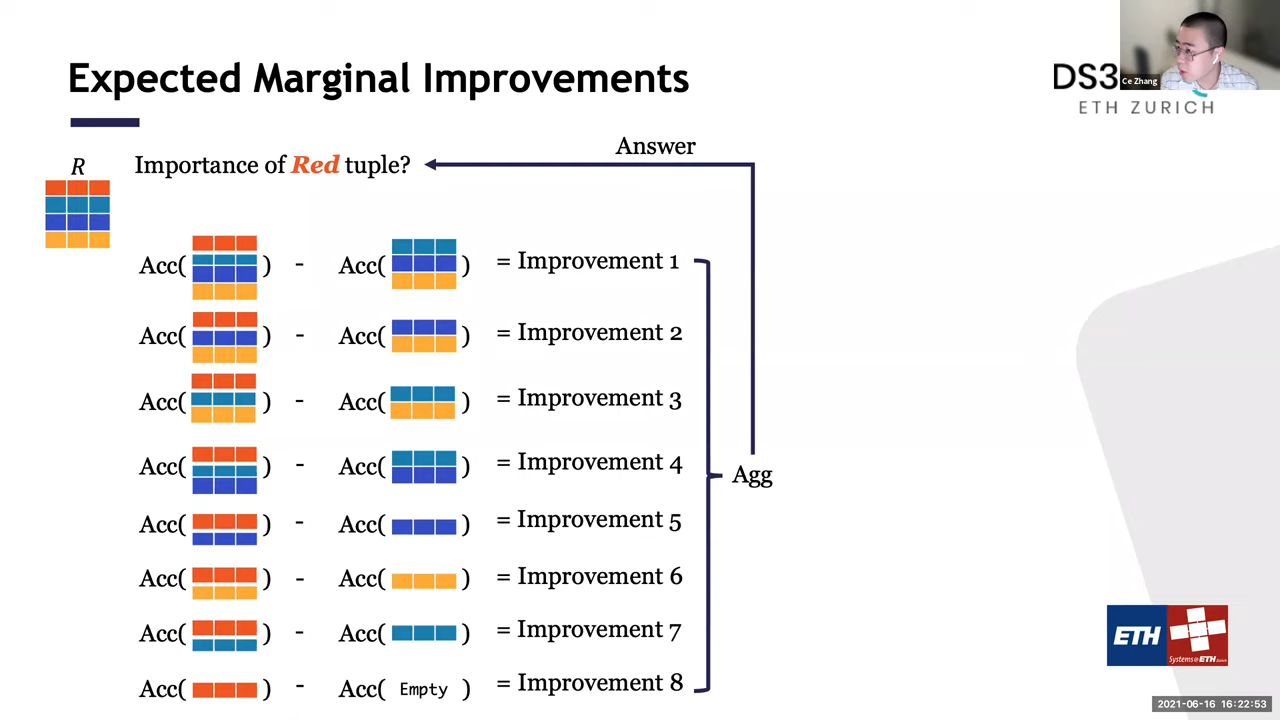 Expected Marginal Improvements
DS3
ETH ZURICH
Ce Zhang
R
Importance of Red tuple?
Answer
Acc( ) - Acc( ) = Improvement 1
Acc( ) - Acc( ) = Improvement 2
Acc( ) - Acc( ) = Improvement 3
Acc( ) - Acc( ) = Improvement 4
Agg
Acc( ) - Acc( ) = Improvement 5
Acc( ) - Acc( ) = Improvement 6
Acc( ) - Acc( ) = Improvement 7
Acc( ) - Acc( Empty ) = Improvement 8
ETH
Systems@ETH
2021-06-16 16:22:53